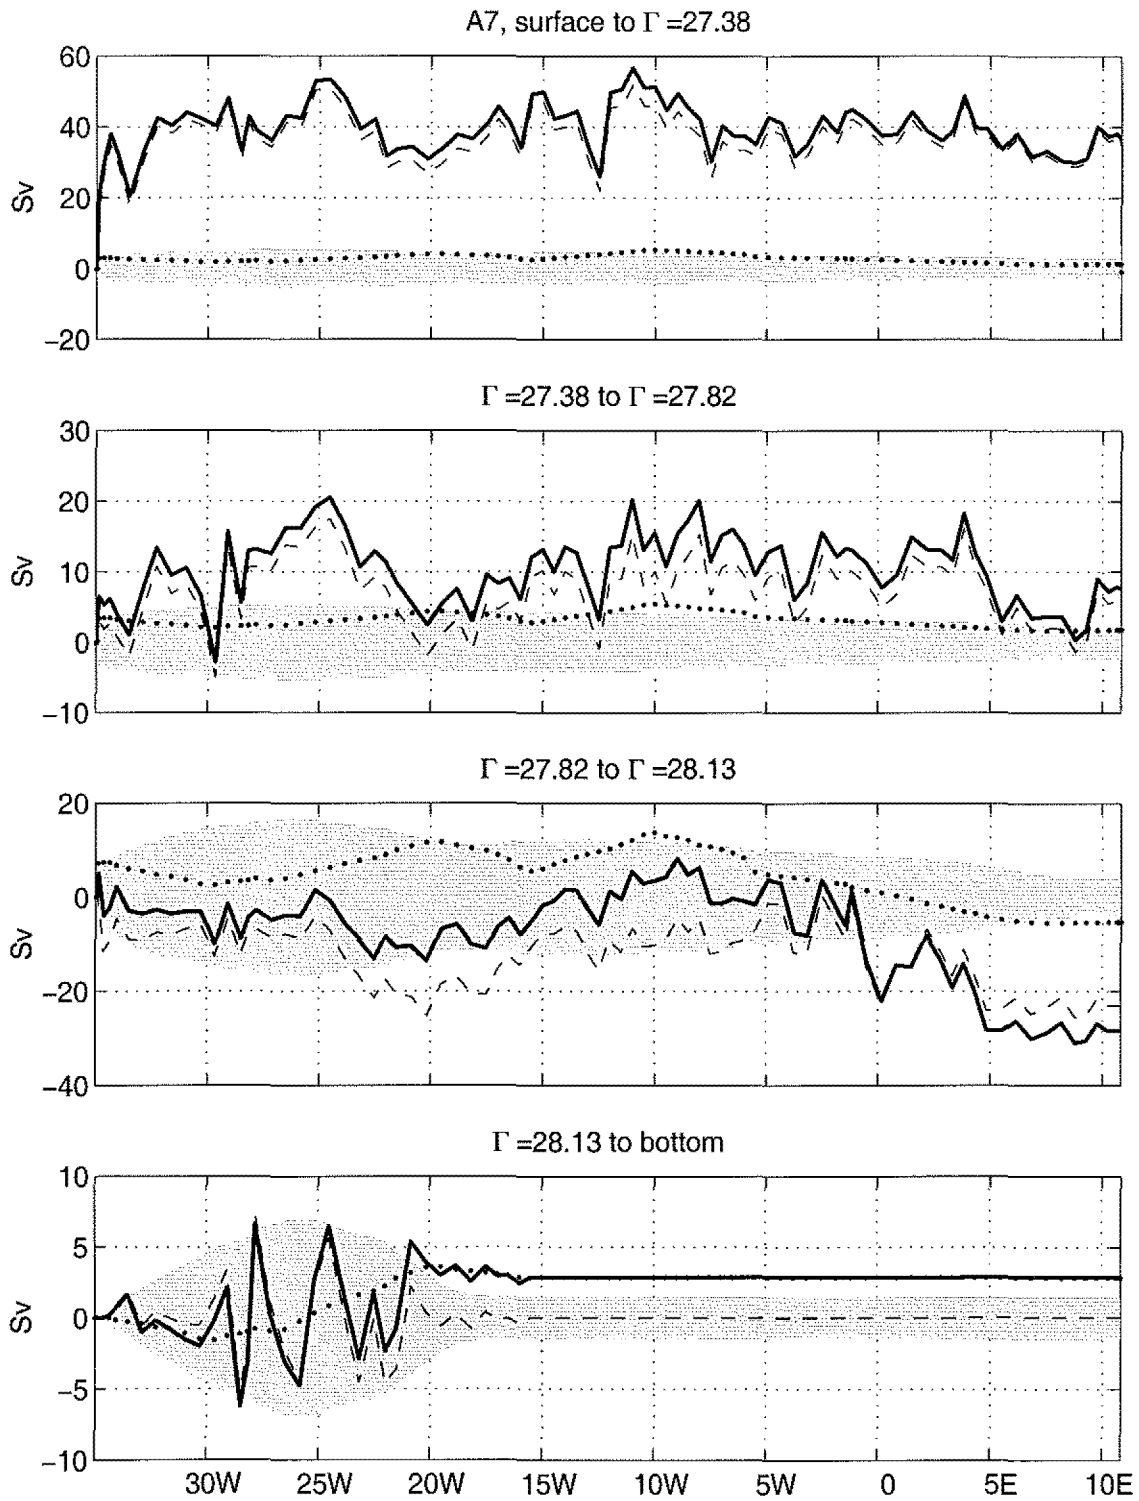 A7, surface to Γ =27.38
60
40
20
0
−20
Sv
Γ =27.38 to Γ =27.82
30
20
10
0
−10
Sv
Γ =27.82 to Γ =28.13
20
0
−20
−40
Sv
Γ =28.13 to bottom
10
5
0
−5
−10
Sv
30W 25W 20W 15W 10W 5W 0 5E 10E